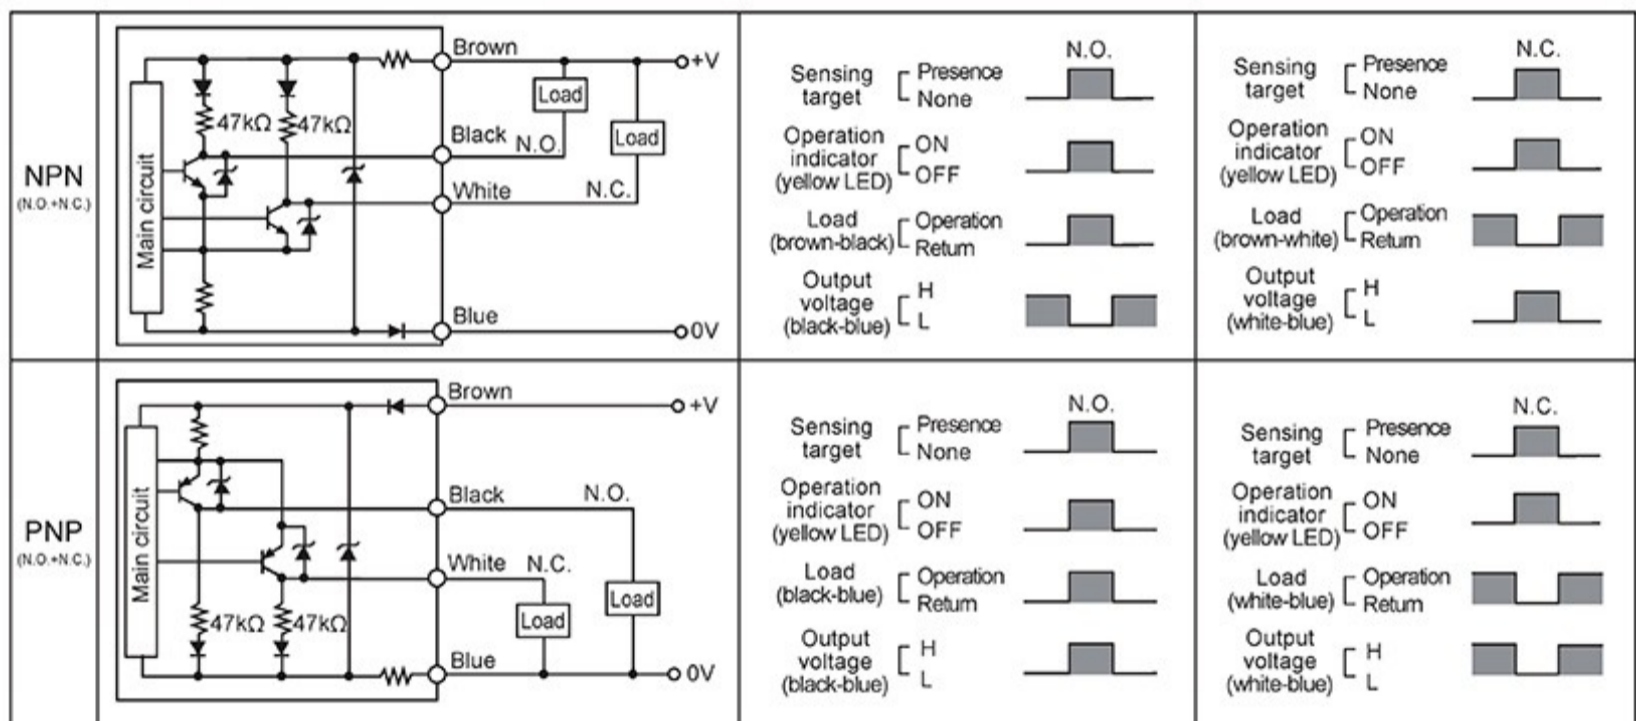 NPN
(N.O.+N.C.)
Main circuit
47kΩ
47kΩ
Brown
Black
White
Blue
N.O.
N.C.
Load
Load
+V
0V
N.O.
Sensing
target
Presence
None
Operation
indicator
(yellow LED)
ON
OFF
Load
(brown-black)
Operation
Return
Output
voltage
(black-blue)
H
L
N.C.
Sensing
target
Presence
None
Operation
indicator
(yellow LED)
ON
OFF
Load
(brown-white)
Operation
Return
Output
voltage
(white-blue)
H
L
PNP
(N.O.+N.C.)
Main circuit
47kΩ
47kΩ
Brown
Black
White
Blue
N.O.
N.C.
Load
Load
+V
0V
N.O.
Sensing
target
Presence
None
Operation
indicator
(yellow LED)
ON
OFF
Load
(black-blue)
Operation
Return
Output
voltage
(black-blue)
H
L
N.C.
Sensing
target
Presence
None
Operation
indicator
(yellow LED)
ON
OFF
Load
(white-blue)
Operation
Return
Output
voltage
(white-blue)
H
L